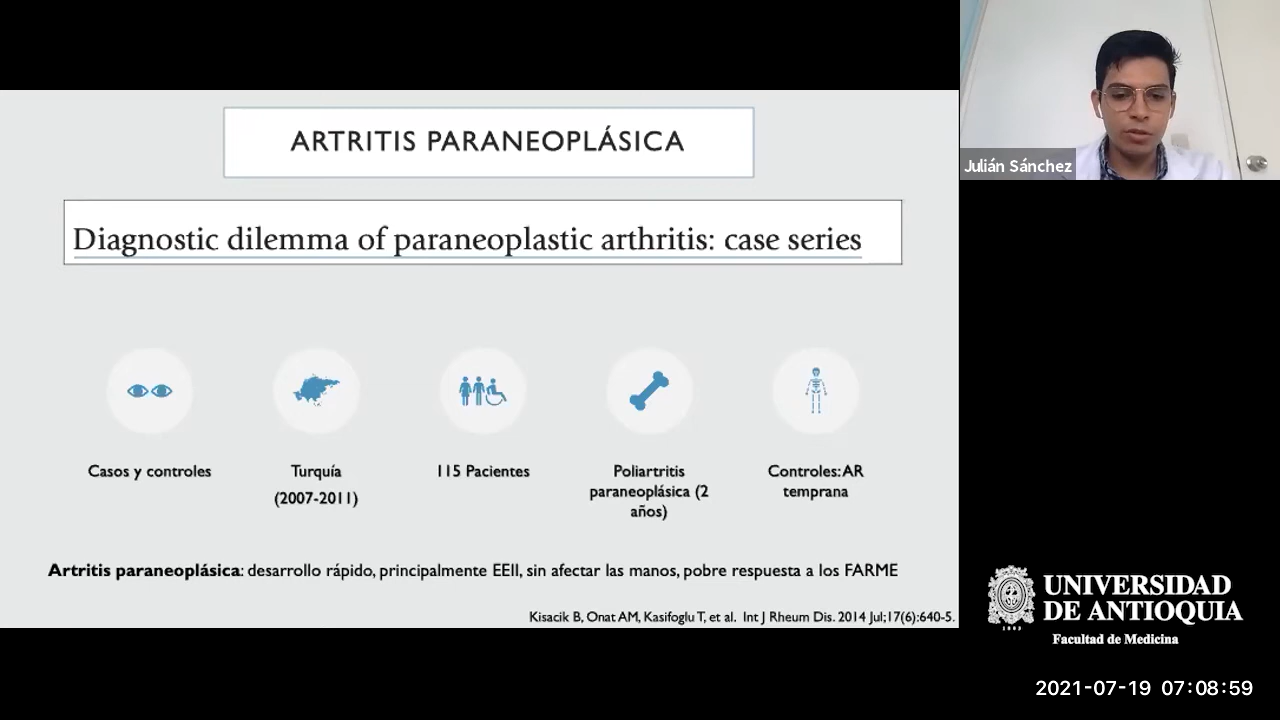 ARTRITIS PARANEOPLÁSICA
Diagnostic dilemma of paraneoplastic arthritis: case series
Casos y controles
Turquía
(2007-2011)
115 Pacientes
Poliartritis
paraneoplásica (2
años)
Controles: AR
temprana
Artritis paraneoplásica: desarrollo rápido, principalmente EEII, sin afectar las manos, pobre respuesta a los FARME
Kisacik B, Onat AM, Kasifoglu T, et al. Int J Rheum Dis. 2014 Jul;17(6):640-5.
Julián Sánchez
UNIVERSIDAD
DE ANTIOQUIA
1803
Facultad de Medicina
2021-07-19 07:08:59